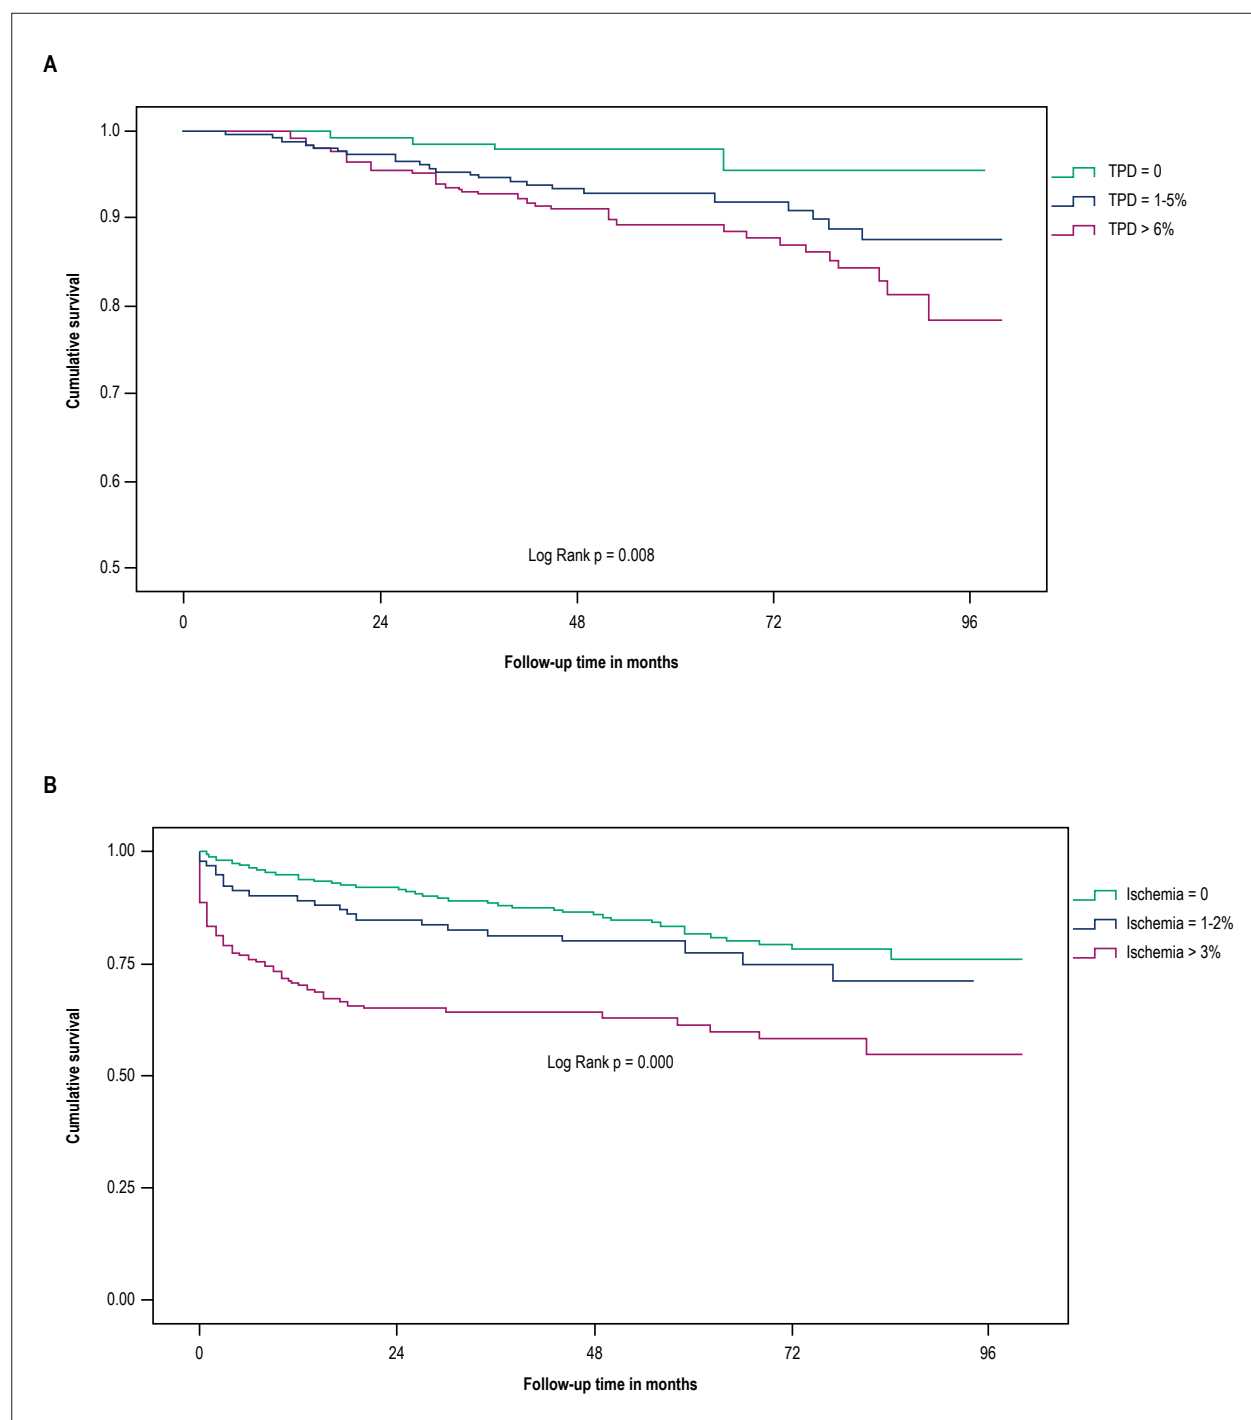 A
1.0
0.9
0.8
0.7
0.6
0.5
Cumulative survival
TPD = 0
TPD = 1-5%
TPD > 6%
Log Rank p = 0.008
0 24 48 72 96
Follow-up time in months
B
1.00
0.75
0.50
0.25
0.00
Cumulative survival
Ischemia = 0
Ischemia = 1-2%
Ischemia > 3%
Log Rank p = 0.000
0 24 48 72 96
Follow-up time in months